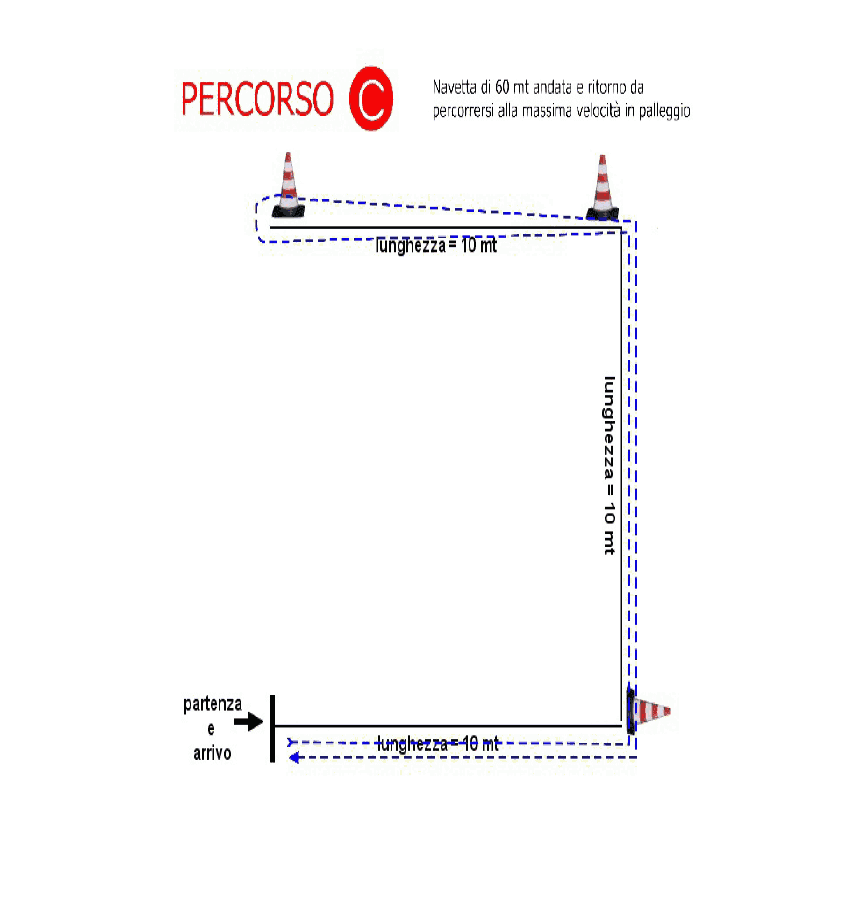 PERCORSO C
Navetta di 60 mt andata e ritorno da
percorrersi alla massima velocità in palleggio
lunghezza = 10 mt
lunghezza = 10 mt
partenza
e
arrivo
lunghezza = 10 mt